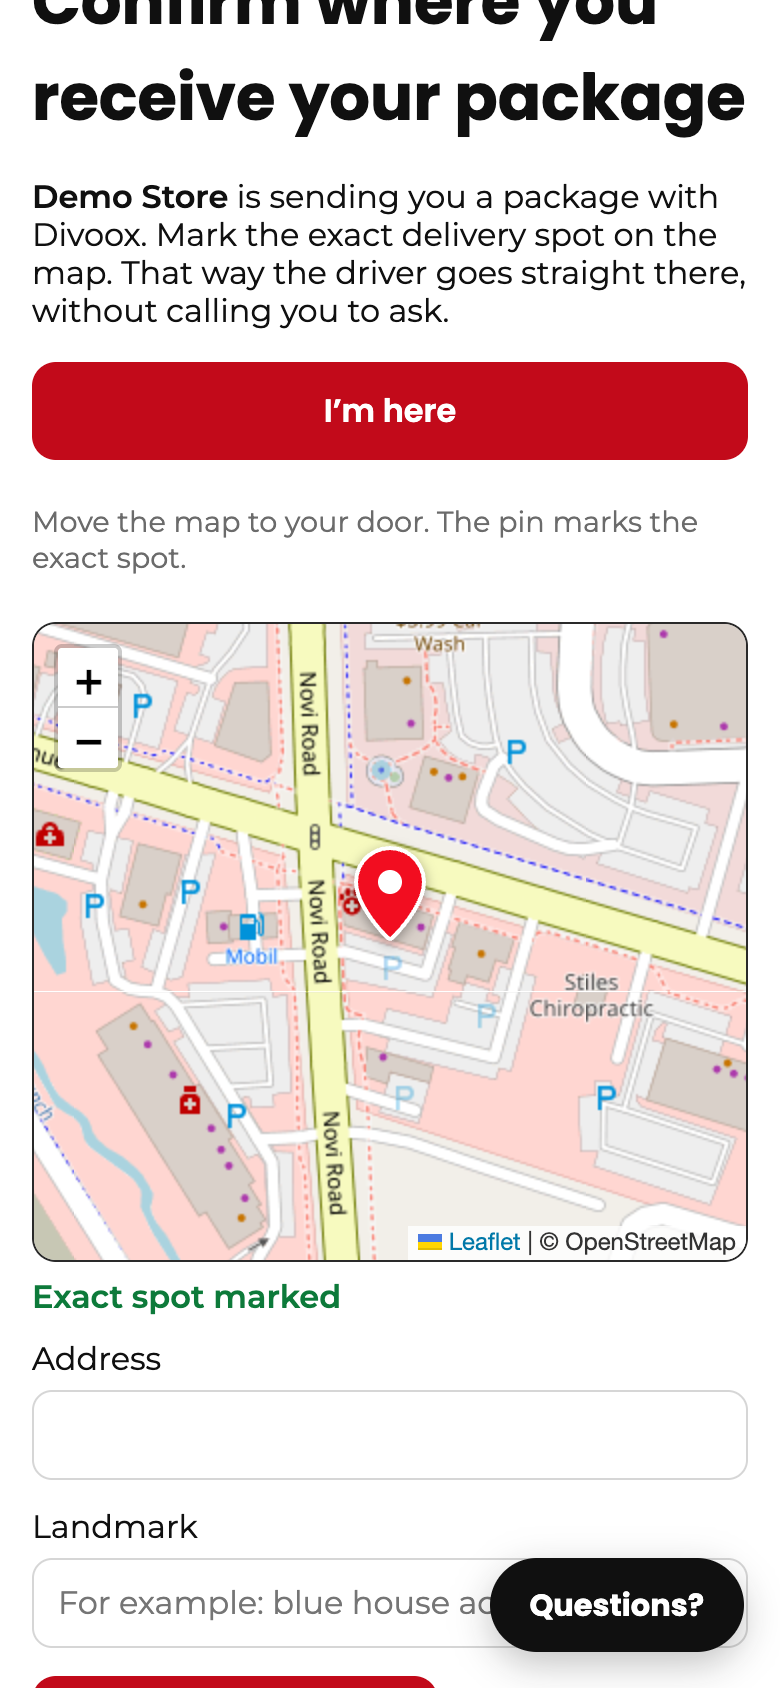 Confirm where you
receive your package
Demo Store is sending you a package with
Divoox. Mark the exact delivery spot on the
map. That way the driver goes straight there,
without calling you to ask.
I’m here
Move the map to your door. The pin marks the
exact spot.
Wash
+
−
P
Novi Road
P
P
P
Novi Road
Mobil
P
P
Stiles
Chiropractic
P
P
P
Novi Road
Leaflet | © OpenStreetMap
Exact spot marked
Address
Landmark
For example: blue house
Questions?